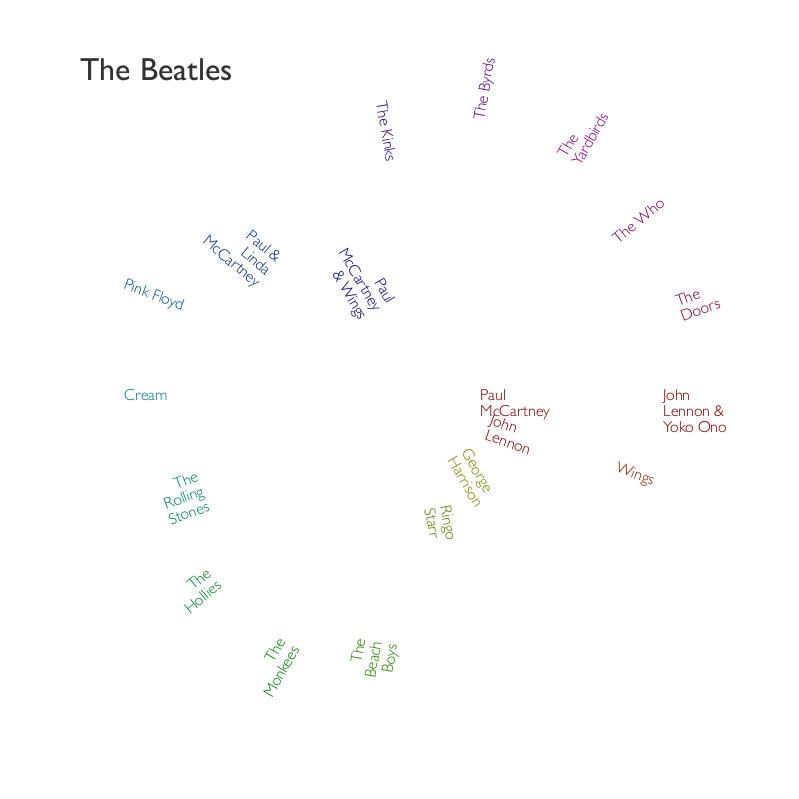 The Beatles
The Byrds
The Kinks
The
Yardbirds
The Who
Paul &
Linda
McCartney
Paul
McCartney
& Wings
Pink Floyd
The
Doors
Cream
Paul
McCartney
John
Lennon &
Yoko Ono
John
Lennon
Wings
George
Harrison
The
Rolling
Stones
Ringo
Starr
The
Hollies
The
Monkees
The
Beach
Boys